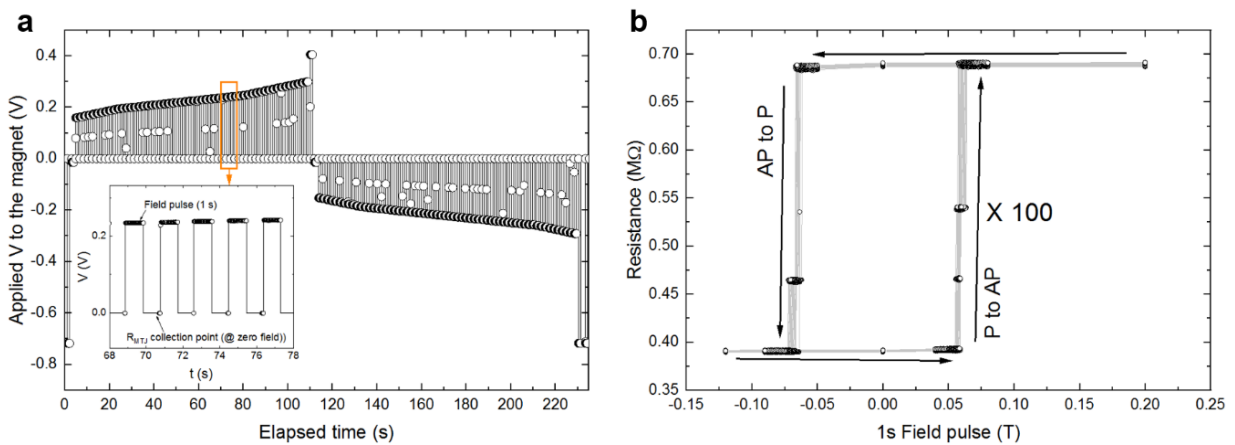 a
Applied V to the magnet (V)
0.4
0.2
0.0
-0.2
-0.4
-0.6
-0.8
0 20 40 60 80 100 120 140 160 180 200 220
Elapsed time (s)
Field pulse (1 s)
V (V)
0.2
0.0
R_MTJ collection point (@ zero field))
68 70 72 74 76 78
t (s)
b
Resistance (MΩ)
0.70
0.65
0.60
0.55
0.50
0.45
0.40
0.35
AP to P
X 100
P to AP
-0.15 -0.10 -0.05 0.00 0.05 0.10 0.15 0.20 0.25
1s Field pulse (T)